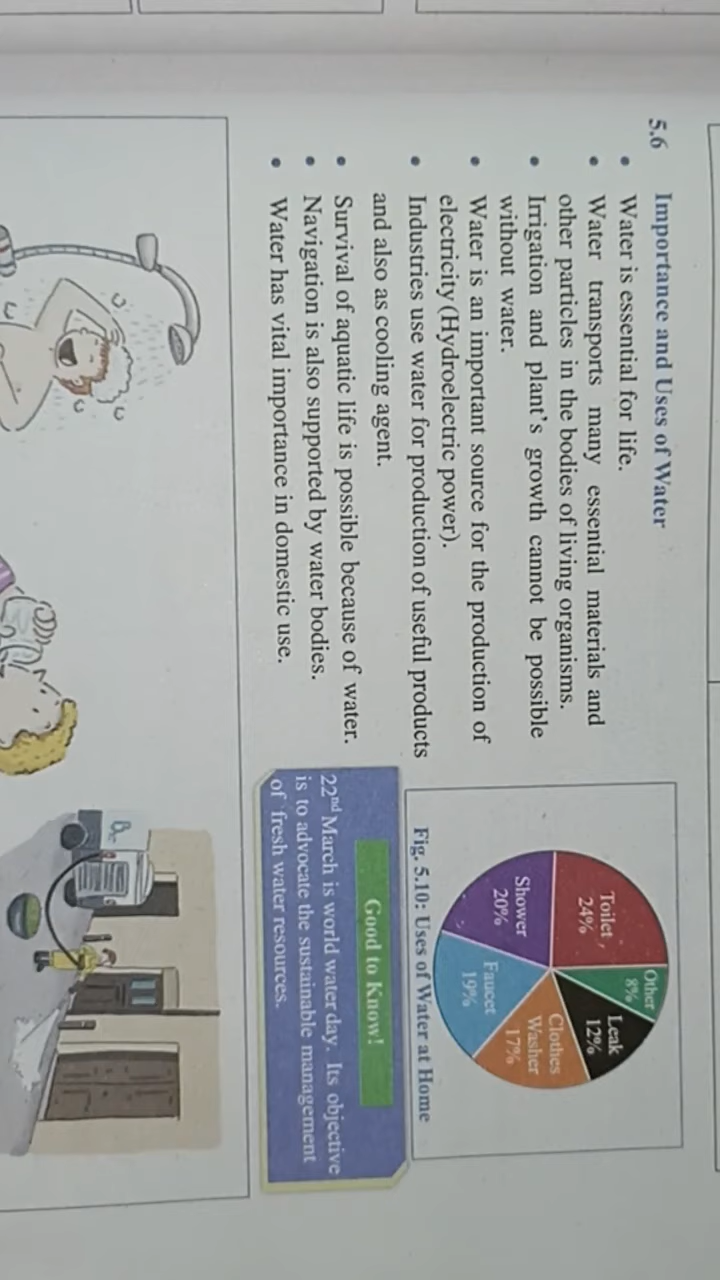 5.6 Importance and Uses of Water
• Water is essential for life.
• Water transports many essential materials and
other particles in the bodies of living organisms.
• Irrigation and plant's growth cannot be possible
without water.
• Water is an important source for the production of
electricity (Hydroelectric power).
• Industries use water for production of useful products
and also as cooling agent.
• Survival of aquatic life is possible because of water.
• Navigation is also supported by water bodies.
• Water has vital importance in domestic use.
Other
8%
Leak
12%
Toilet
24%
Clothes
Washer
17%
Shower
20%
Faucet
19%
Fig. 5.10: Uses of Water at Home
Good to Know!
22nd March is world water day. Its objective
is to advocate the sustainable management
of fresh water resources.